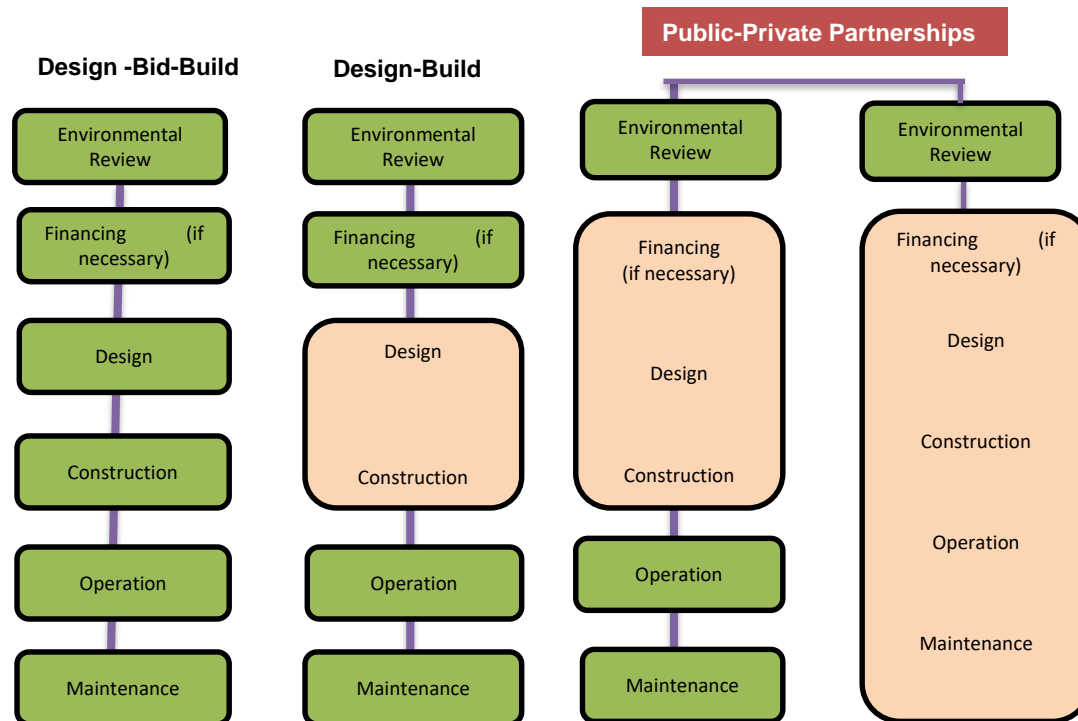 Public-Private Partnerships
Design -Bid-Build
Design-Build
Environmental
Review
Financing (if
necessary)
Design
Construction
Operation
Maintenance
Environmental
Review
Financing (if
necessary)
Design
Construction
Operation
Maintenance
Environmental
Review
Financing
(if necessary)
Design
Construction
Operation
Maintenance
Environmental
Review
Financing (if
necessary)
Design
Construction
Operation
Maintenance